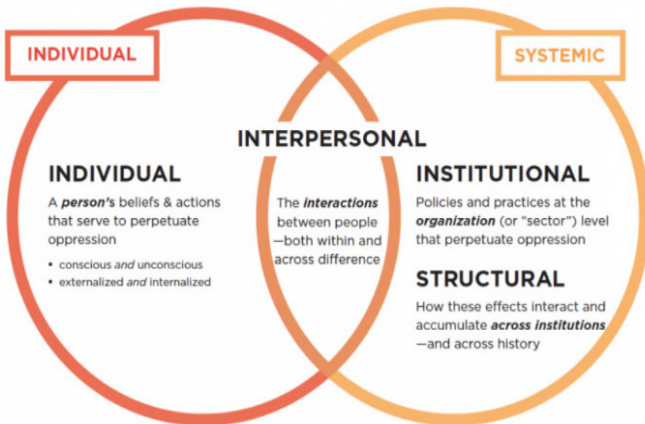 INDIVIDUAL
SYSTEMIC
INTERPERSONAL
INDIVIDUAL
A person's beliefs & actions
that serve to perpetuate
oppression
• conscious and unconscious
• externalized and internalized
The interactions
between people
—both within and
across difference
INSTITUTIONAL
Policies and practices at the
organization (or "sector") level
that perpetuate oppression
STRUCTURAL
How these effects interact and
accumulate across institutions
—and across history